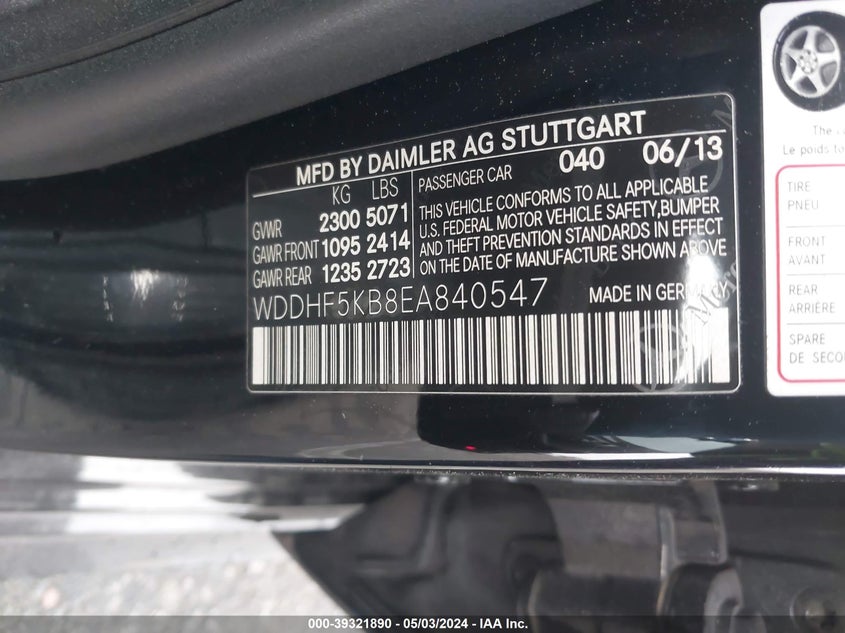 MFD BY DAIMLER AG STUTTGART
KG LBS
GVWR 2300 5071
GAWR FRONT 1095 2414
GAWR REAR 1235 2723
PASSENGER CAR 040 06/13
THIS VEHICLE CONFORMS TO ALL APPLICABLE
U.S. FEDERAL MOTOR VEHICLE SAFETY,BUMPER
AND THEFT PREVENTION STANDARDS IN EFFECT
ON THE DATE OF MANUFACTURE SHOWN ABOVE
WDDHF5KB8EA840547 MADE IN GERMANY
The
Le poids
TIRE
PNEU
FRONT
AVANT
REAR
ARRIÈRE
SPARE
DE
000-39321890 - 05/03/2024 - IAA Inc.